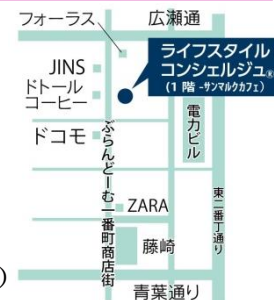 フォーラス
広瀬通
ライフスタイル
コンシェルジュ®
(1階-サンマルクカフェ)
JINS
ドトール
コーヒー
ドコモ
電力ビル
ぶらんどーむ一番町商店街
東二番丁通り
ZARA
藤崎
青葉通り
)